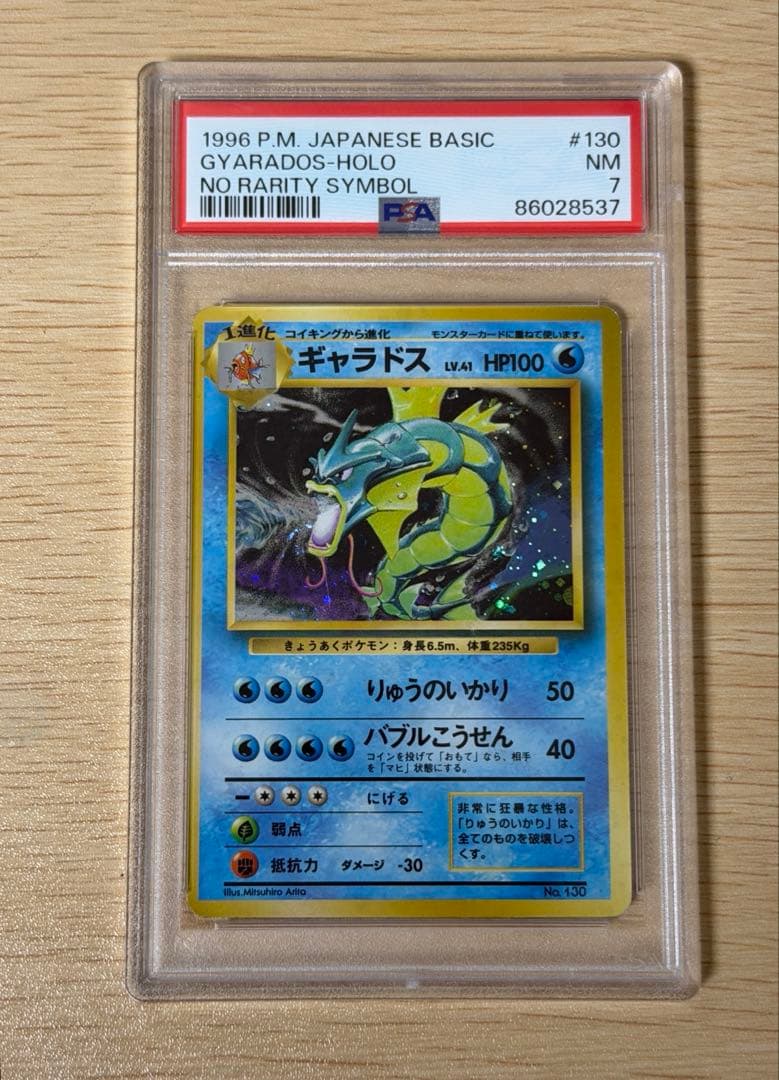 1996 P.M. JAPANESE BASIC #130
GYARADOS-HOLO NM
NO RARITY SYMBOL 7
PSA 86028537
1進化 コイキングから進化 モンスターカードに重ねて使います。
ギャラドス LV.41 HP100
きょうあくポケモン：身長6.5m、体重235Kg
りゅうのいかり 50
バブルこうせん 40
コインを投げて「おもて」なら、相手
を「マヒ」状態にする。
ー にげる
弱点
抵抗力 ダメージ -30
非常に狂暴な性格。
「りゅうのいかり」は、
全てのものを破壊しつ
くす。
Illus.Mitsuhiro Arita No. 130